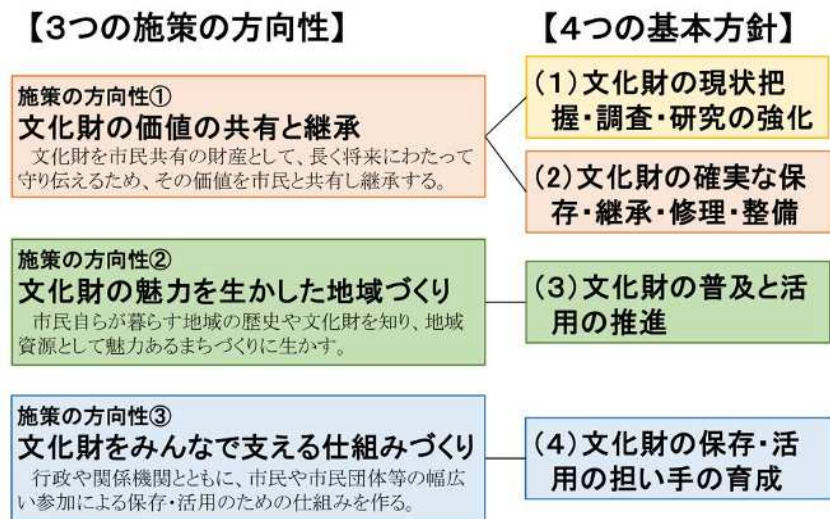 【3つの施策の方向性】
【4つの基本方針】
施策の方向性①
文化財の価値の共有と継承
文化財を市民共有の財産として、長く将来にわたって
守り伝えるため、その価値を市民と共有し継承する。
(1)文化財の現状把
握・調査・研究の強化
(2)文化財の確実な保
存・継承・修理・整備
施策の方向性②
文化財の魅力を生かした地域づくり
市民自らが暮らす地域の歴史や文化財を知り、地域
資源として魅力あるまちづくりに生かす。
(3)文化財の普及と活
用の推進
施策の方向性③
文化財をみんなで支える仕組みづくり
行政や関係機関とともに、市民や市民団体等の幅広
い参加による保存・活用のための仕組みを作る。
(4)文化財の保存・活
用の担い手の育成